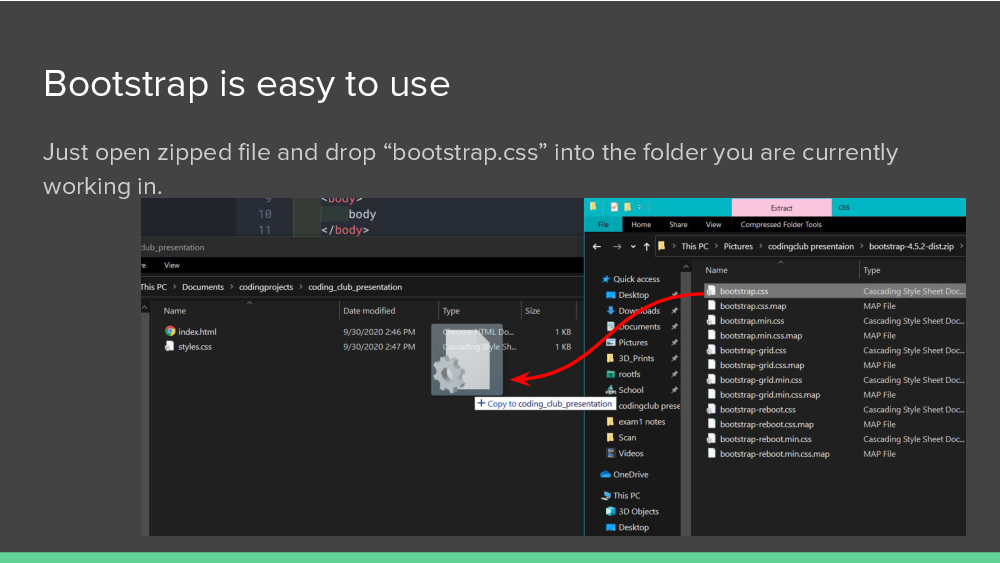 Bootstrap is easy to use
Just open zipped file and drop “bootstrap.css” into the folder you are currently
working in.
9 <body>
10 body
11 </body>
club_presentation
View
This PC > Documents > codingprojects > coding_club_presentation
Name Date modified Type Size
index.html 9/30/2020 2:46 PM Chrome HTML Do... 1 KB
styles.css 9/30/2020 2:47 PM Cascading Style Sh... 1 KB
+ Copy to coding_club_presentation
Extract css
File Home Share View Compressed Folder Tools
This PC > Pictures > codingclub presentaion > bootstrap-4.5.2-dist.zip >
Quick access
Desktop
Downloads
Documents
Pictures
3D_Prints
rootfs
School
codingclub prese
exam1 notes
Scan
Videos
OneDrive
This PC
3D Objects
Desktop
Name Type
bootstrap.css Cascading Style Sheet Doc...
bootstrap.css.map MAP File
bootstrap.min.css Cascading Style Sheet Doc...
bootstrap.min.css.map MAP File
bootstrap-grid.css Cascading Style Sheet Doc...
bootstrap-grid.css.map MAP File
bootstrap-grid.min.css Cascading Style Sheet Doc...
bootstrap-grid.min.css.map MAP File
bootstrap-reboot.css Cascading Style Sheet Doc...
bootstrap-reboot.css.map MAP File
bootstrap-reboot.min.css Cascading Style Sheet Doc...
bootstrap-reboot.min.css.map MAP File